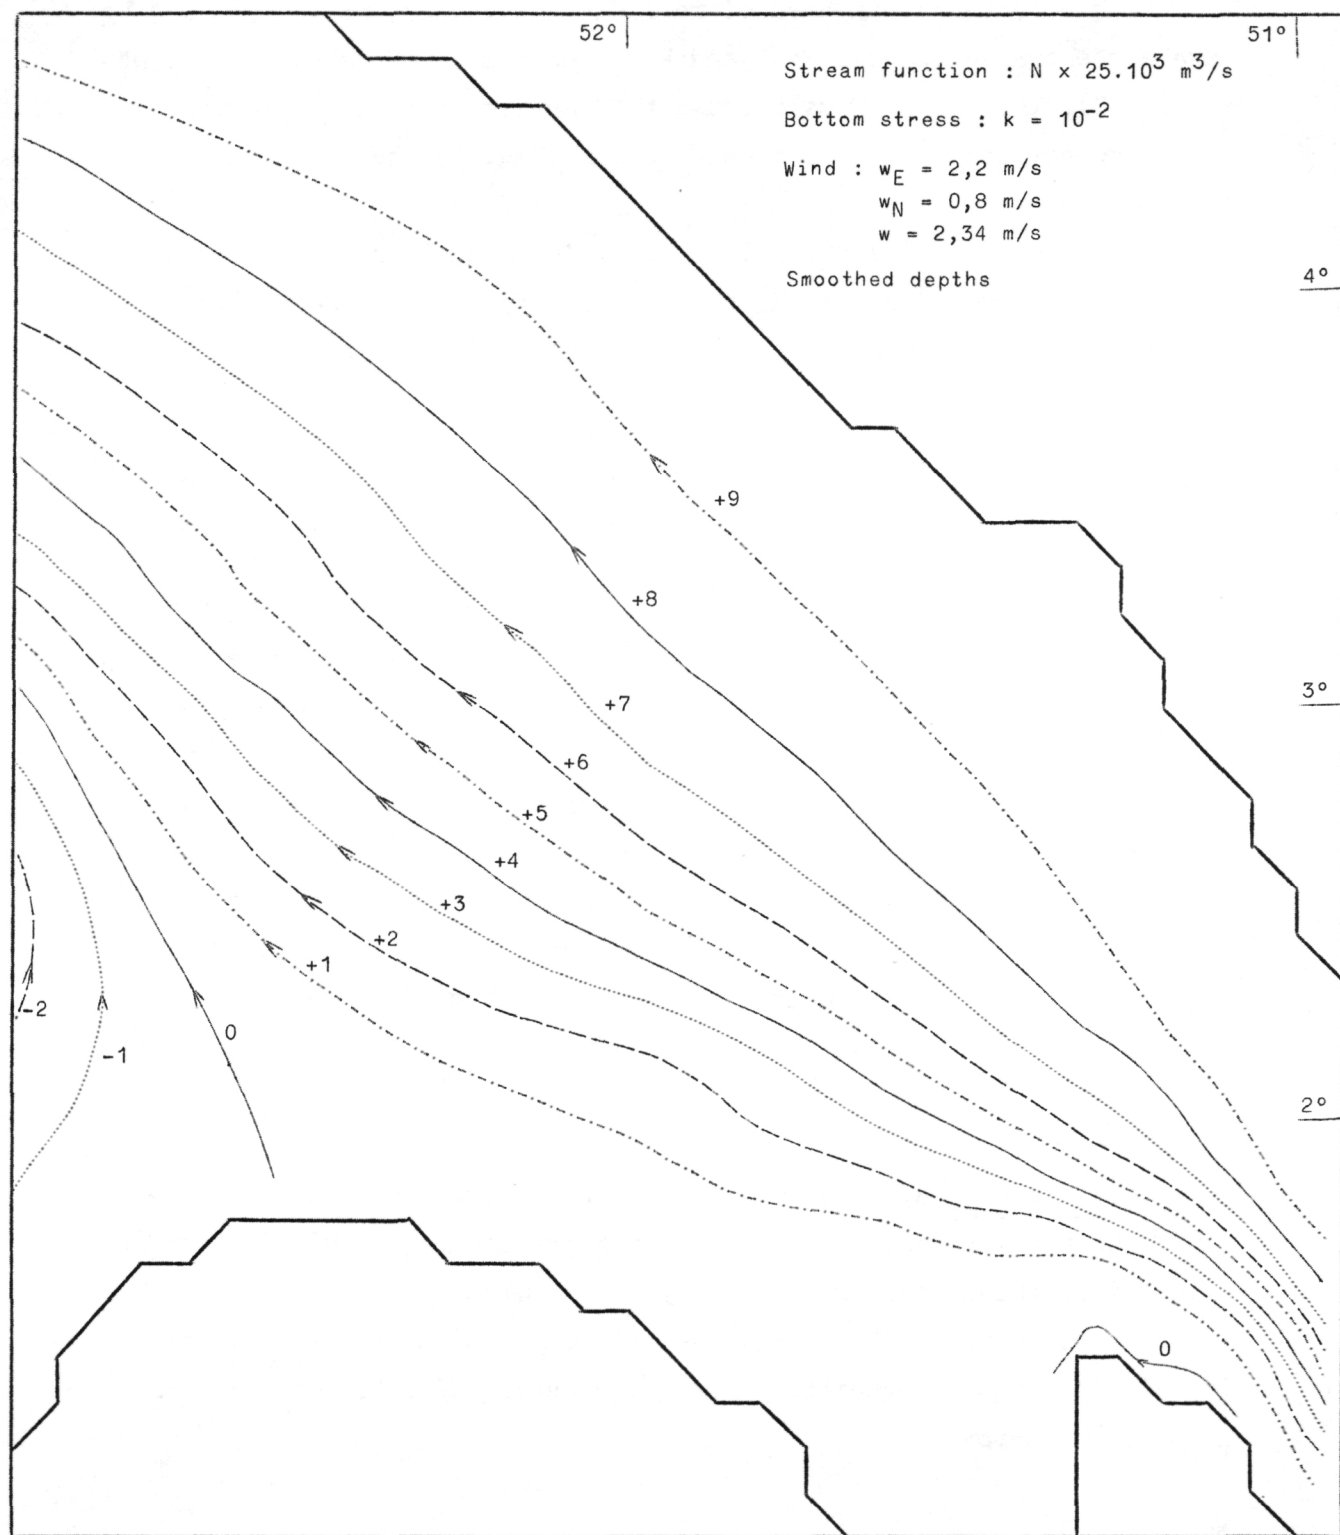 52° 51°
Stream function : N × 25.10³ m³/s
Bottom stress : k = 10⁻²
Wind : w_E = 2,2 m/s
w_N = 0,8 m/s
w = 2,34 m/s
Smoothed depths
4°
+9
+8
3°
+7
+6
+5
+4
+3
+2
+1
-2
0
-1
2°
0